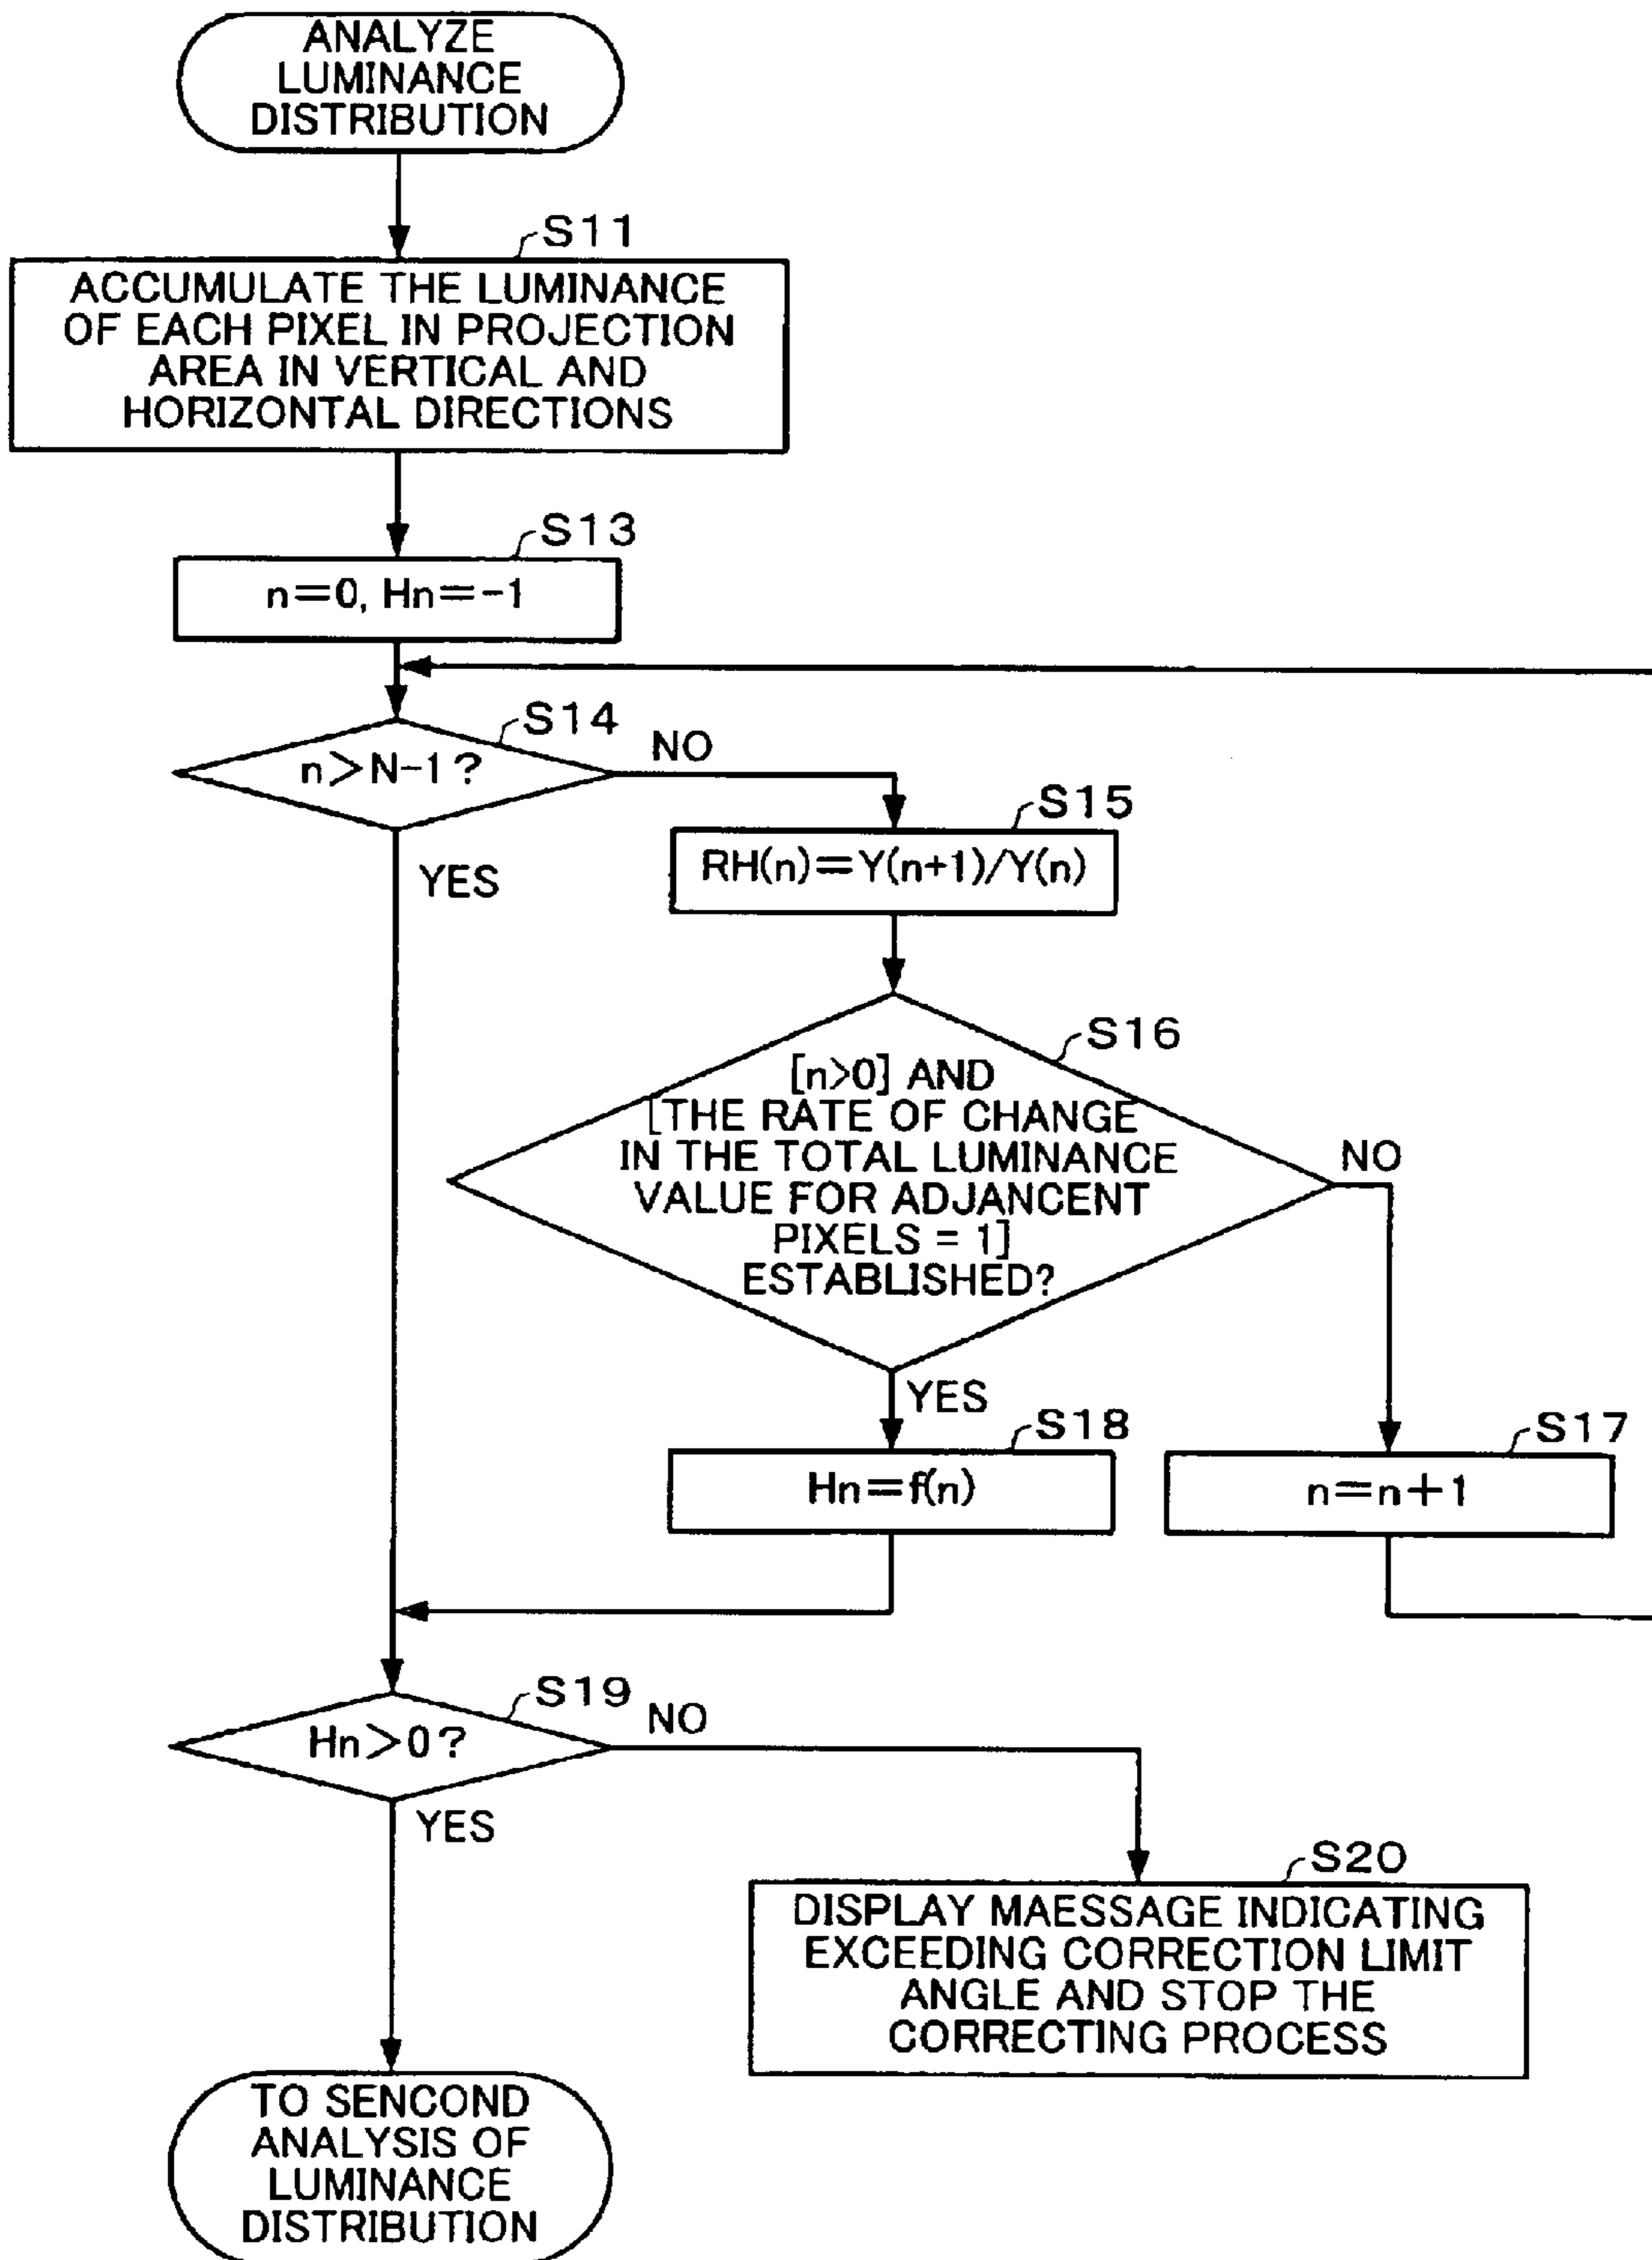 ANALYZE
LUMINANCE
DISTRIBUTION
S11
ACCUMULATE THE LUMINANCE
OF EACH PIXEL IN PROJECTION
AREA IN VERTICAL AND
HORIZONTAL DIRECTIONS
S13
n=0, Hn=-1
S14
n>N-1?
NO
YES
S15
RH(n)=Y(n+1)/Y(n)
S16
[n>0] AND
[THE RATE OF CHANGE
IN THE TOTAL LUMINANCE
VALUE FOR ADJANCENT
PIXELS = 1]
ESTABLISHED?
NO
YES
S18
Hn=f(n)
S17
n=n+1
S19
Hn>0?
NO
YES
S20
DISPLAY MAESSAGE INDICATING
EXCEEDING CORRECTION LIMIT
ANGLE AND STOP THE
CORRECTING PROCESS
TO SENCOND
ANALYSIS OF
LUMINANCE
DISTRIBUTION